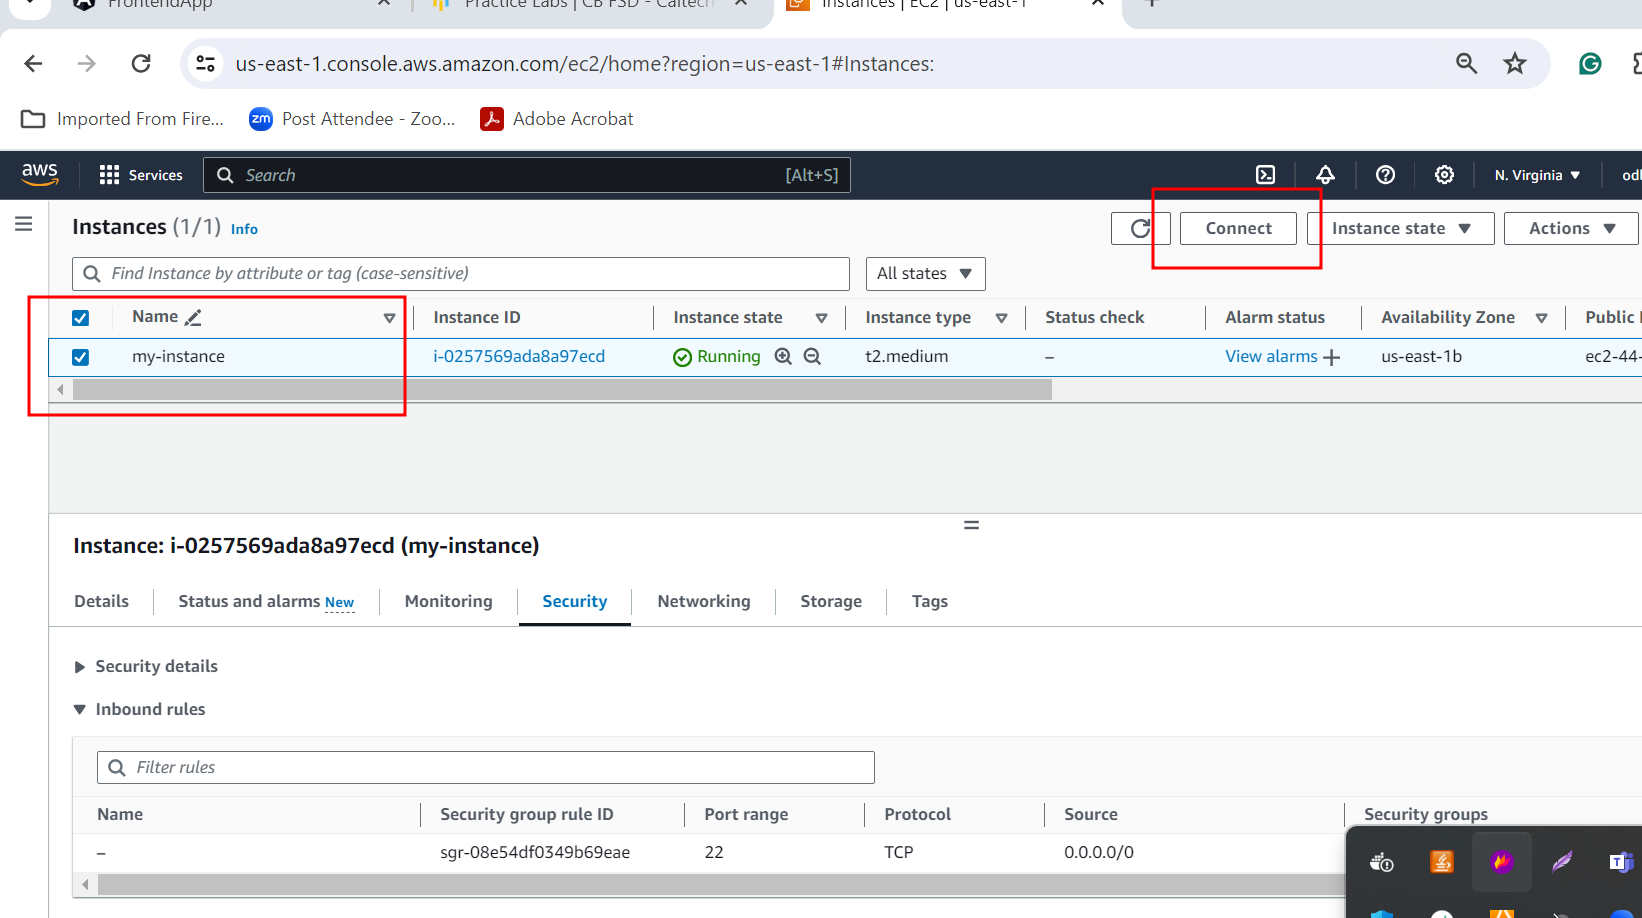 FrontendApp
Practice Labs | CB FSD - Caltech
Instances | EC2 | us-east-1
us-east-1.console.aws.amazon.com/ec2/home?region=us-east-1#Instances:
Imported From Fire...
zm Post Attendee - Zoo...
Adobe Acrobat
aws Services Search [Alt+S] N. Virginia
Instances (1/1) Info Connect Instance state Actions
Find Instance by attribute or tag (case-sensitive) All states
Name Instance ID Instance state Instance type Status check Alarm status Availability Zone Public
my-instance i-0257569ada8a97ecd Running t2.medium – View alarms + us-east-1b ec2-44-
Instance: i-0257569ada8a97ecd (my-instance)
Details Status and alarms New Monitoring Security Networking Storage Tags
Security details
Inbound rules
Filter rules
Name Security group rule ID Port range Protocol Source Security groups
– sgr-08e54df0349b69eae 22 TCP 0.0.0.0/0